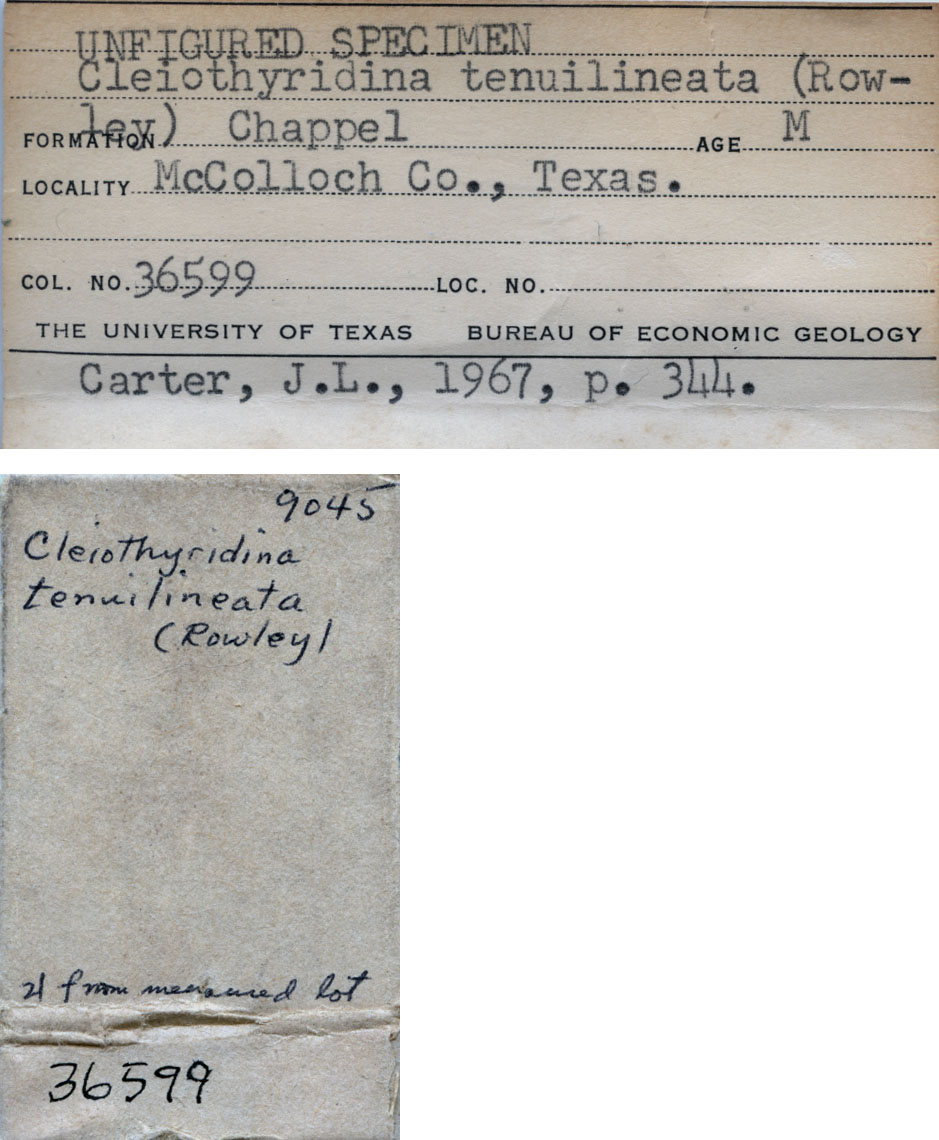 UNFIGURED SPECIMEN
Cleiothyridina tenuilineata (Row-
ley) Chappel
FORMATION AGE M
LOCALITY McColloch Co., Texas.
COL. NO. 36599 LOC. NO.
THE UNIVERSITY OF TEXAS BUREAU OF ECONOMIC GEOLOGY
Carter, J.L., 1967, p. 344.
9045
Cleiothyridina
tenuilineata
(Rowley)
21 from measured lot
36599